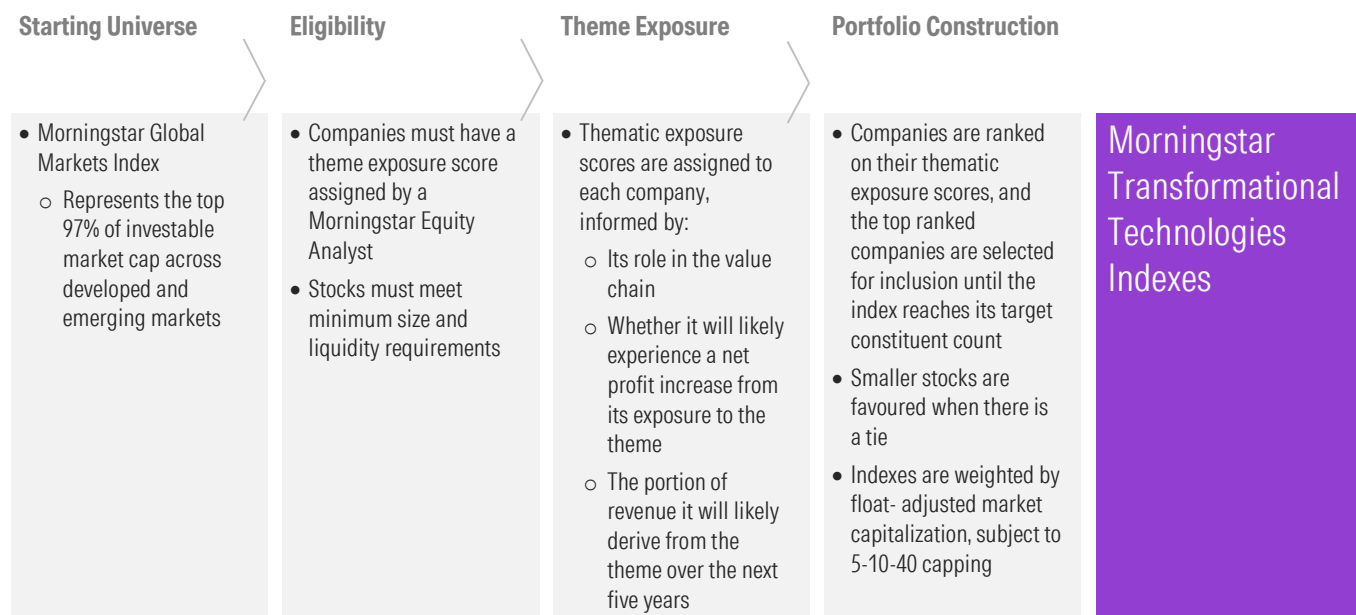 Starting Universe
Eligibility
Theme Exposure
Portfolio Construction
• Morningstar Global
Markets Index
○ Represents the top
97% of investable
market cap across
developed and
emerging markets
• Companies must have a
theme exposure score
assigned by a
Morningstar Equity
Analyst
• Stocks must meet
minimum size and
liquidity requirements
• Thematic exposure
scores are assigned to
each company,
informed by:
○ Its role in the value
chain
○ Whether it will likely
experience a net
profit increase from
its exposure to the
theme
○ The portion of
revenue it will likely
derive from the
theme over the next
five years
• Companies are ranked
on their thematic
exposure scores, and
the top ranked
companies are selected
for inclusion until the
index reaches its target
constituent count
• Smaller stocks are
favoured when there is
a tie
• Indexes are weighted by
float- adjusted market
capitalization, subject to
5-10-40 capping
Morningstar
Transformational
Technologies
Indexes